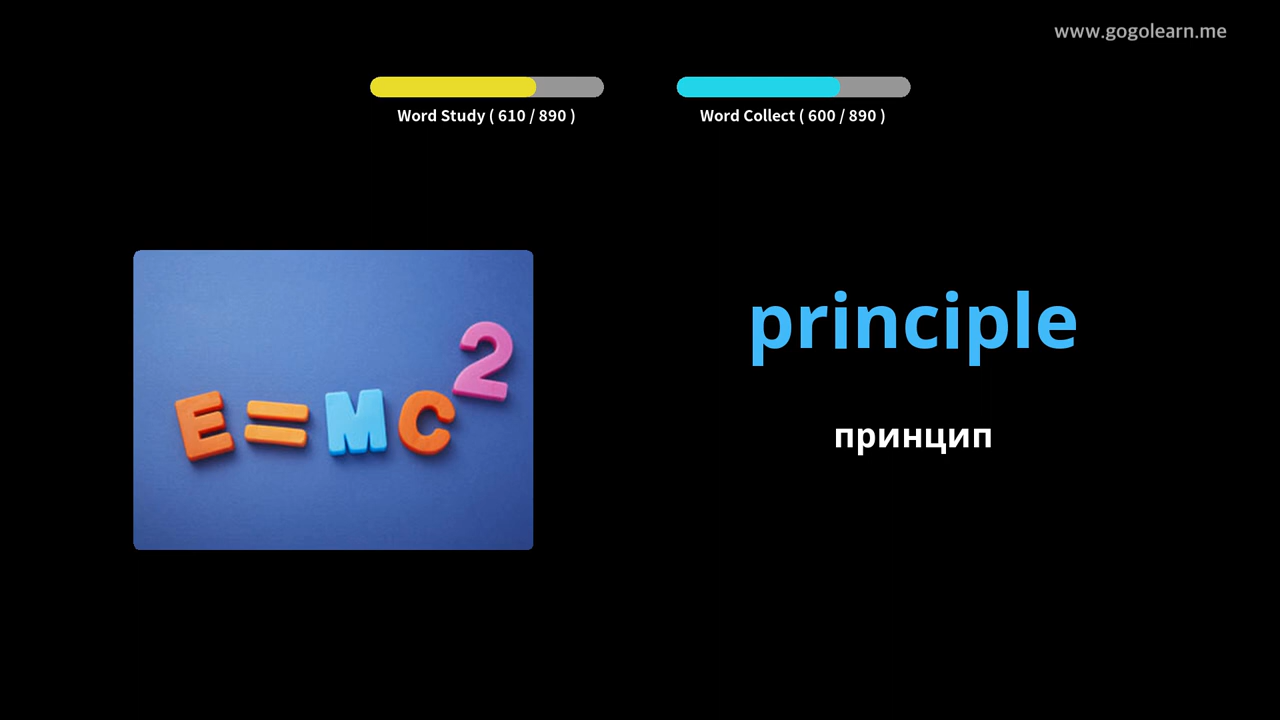 www.gogolearn.me
Word Study ( 610 / 890 )
Word Collect ( 600 / 890 )
E=MC2
principle
принцип